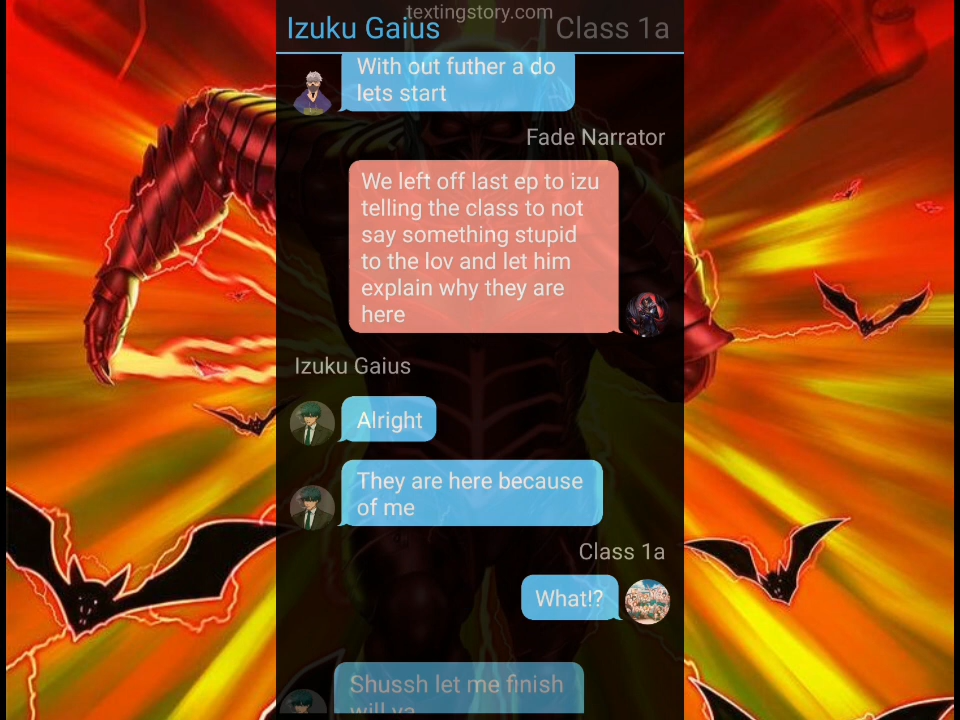 textingstory.com
Izuku Gaius
Class 1a
With out futher a do
lets start
Fade Narrator
We left off last ep to izu
telling the class to not
say something stupid
to the lov and let him
explain why they are
here
Izuku Gaius
Alright
They are here because
of me
Class 1a
What!?
Shussh let me finish
will ya